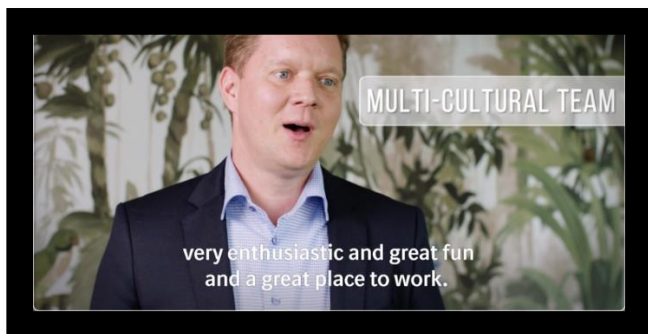 MULTI-CULTURAL TEAM
very enthusiastic and great fun
and a great place to work.